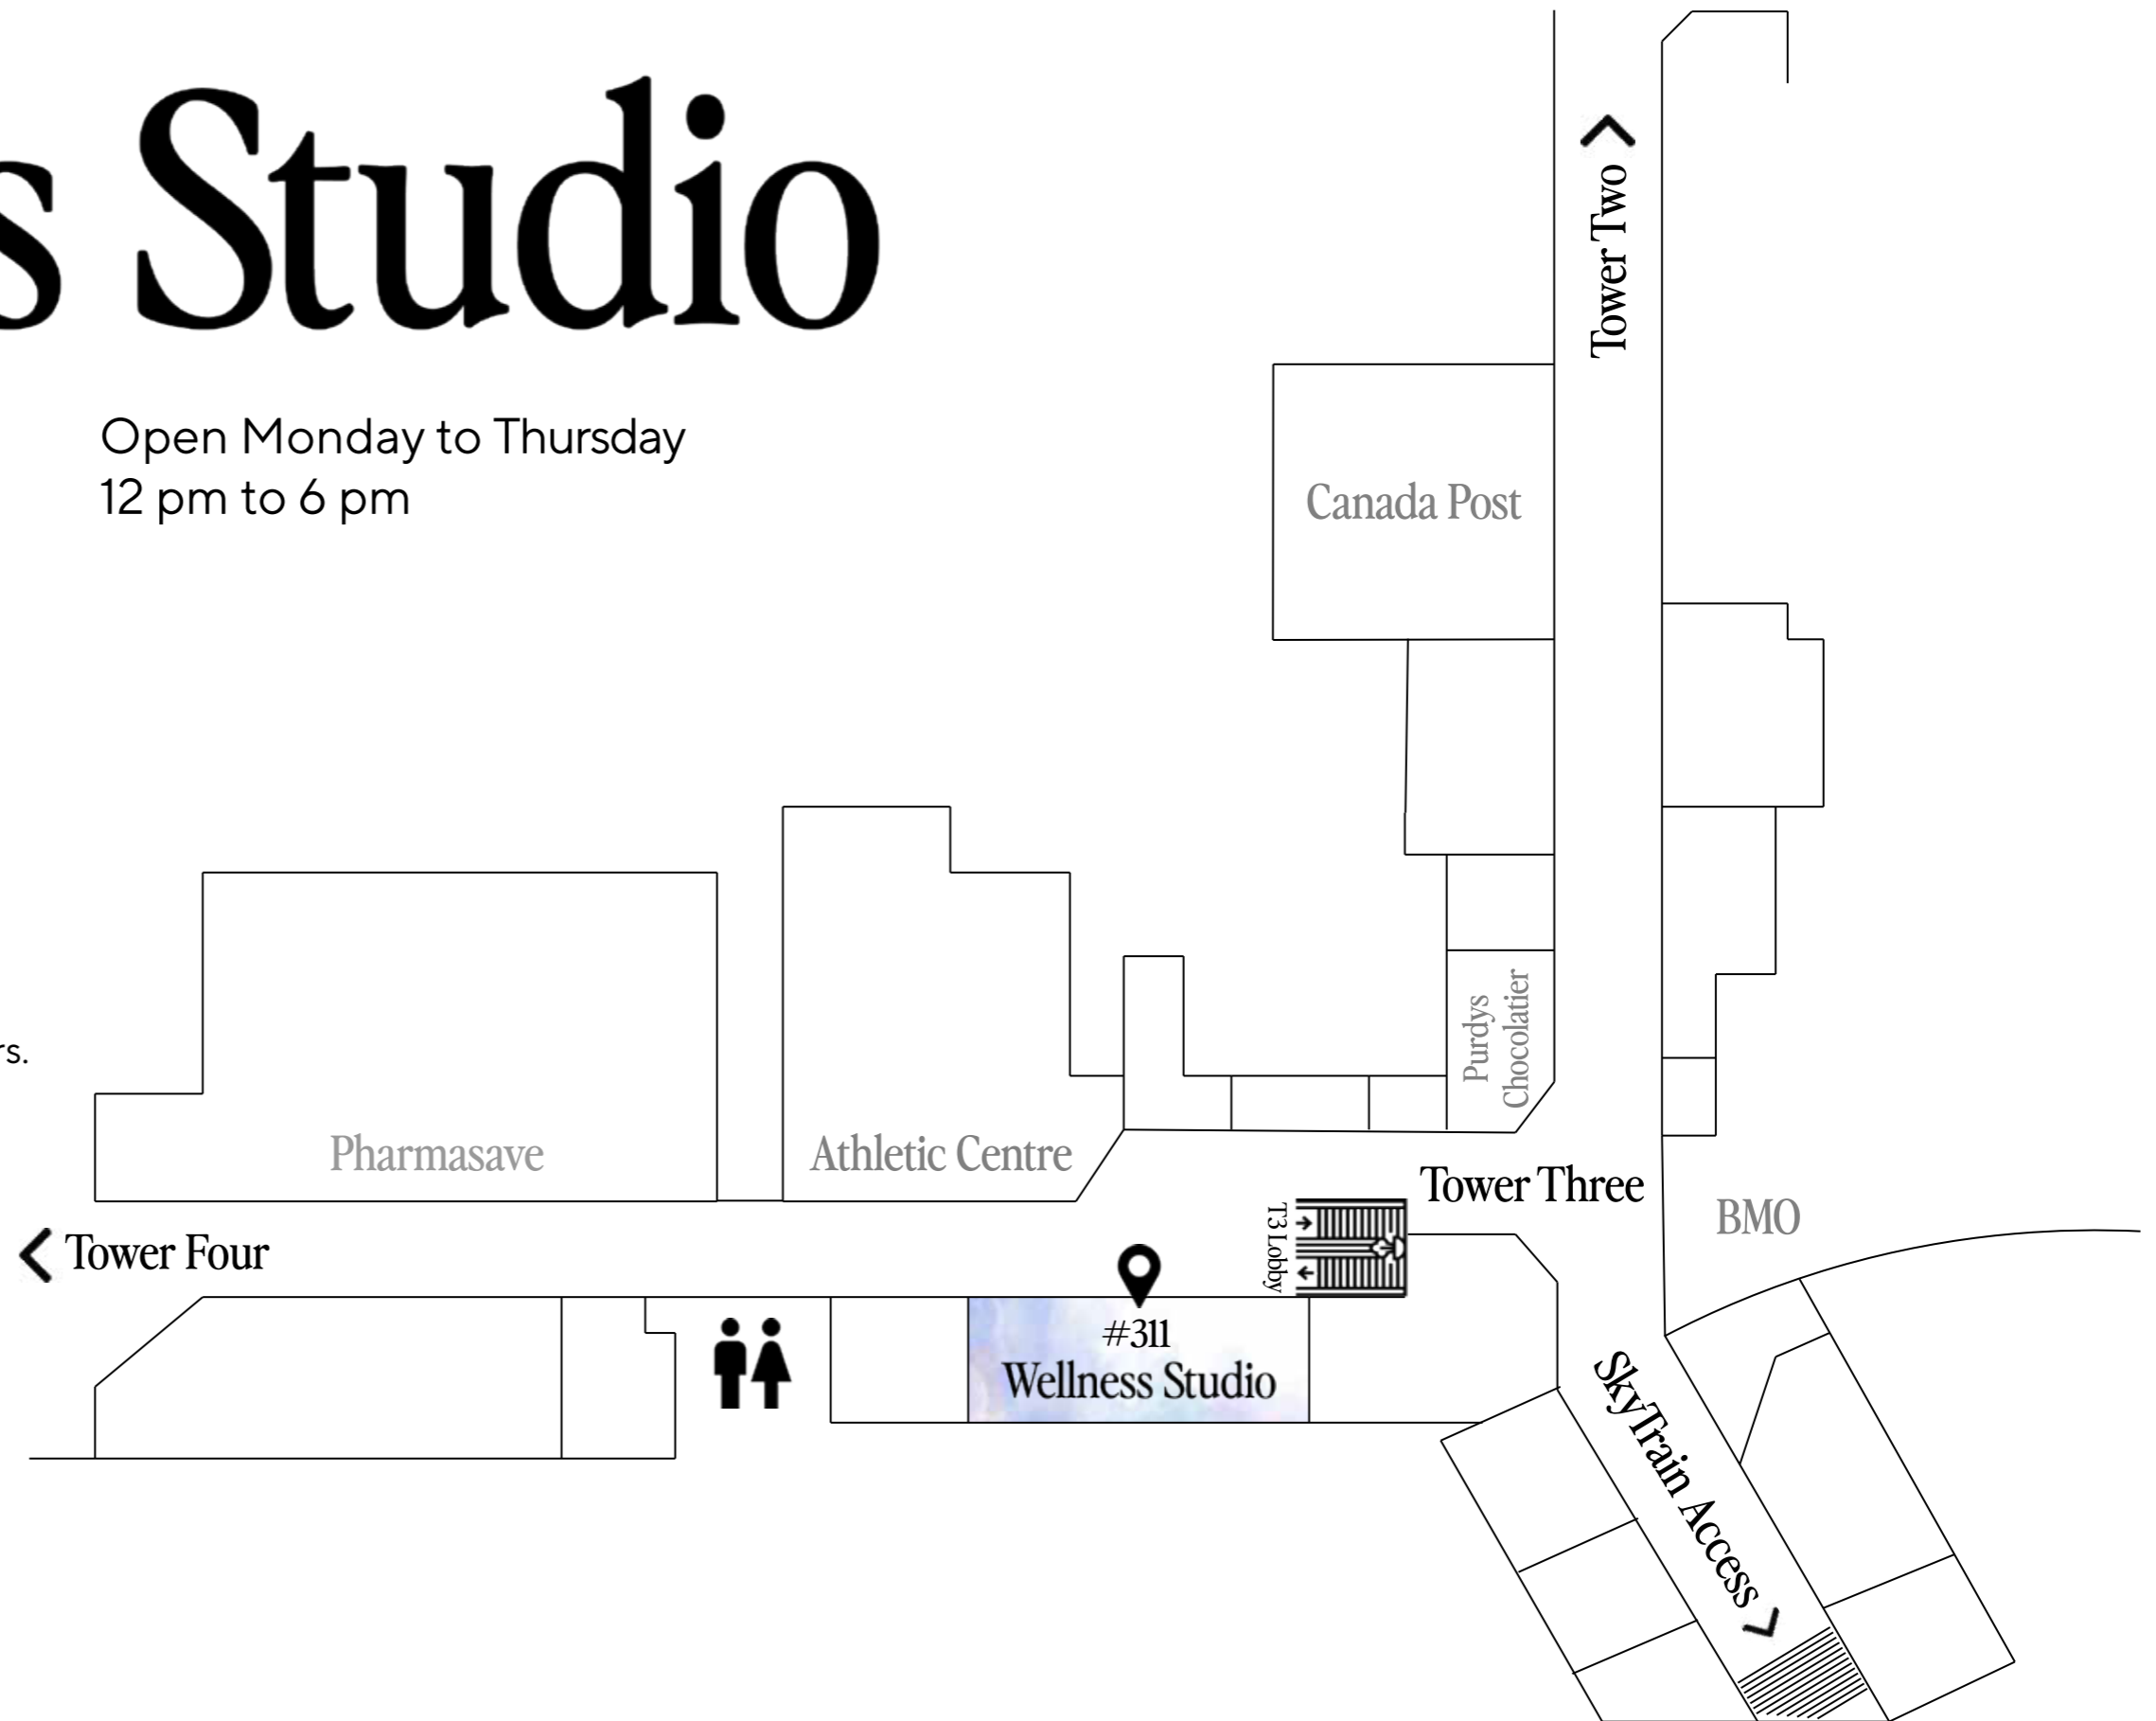 s Studio
Open Monday to Thursday
12 pm to 6 pm
Tower Two
Canada Post
Purdys
Chocolatier
rs.
Pharmasave
Athletic Centre
Tower Three
BMO
T3 Lobby
Tower Four
#311
Wellness Studio
SkyTrain Access